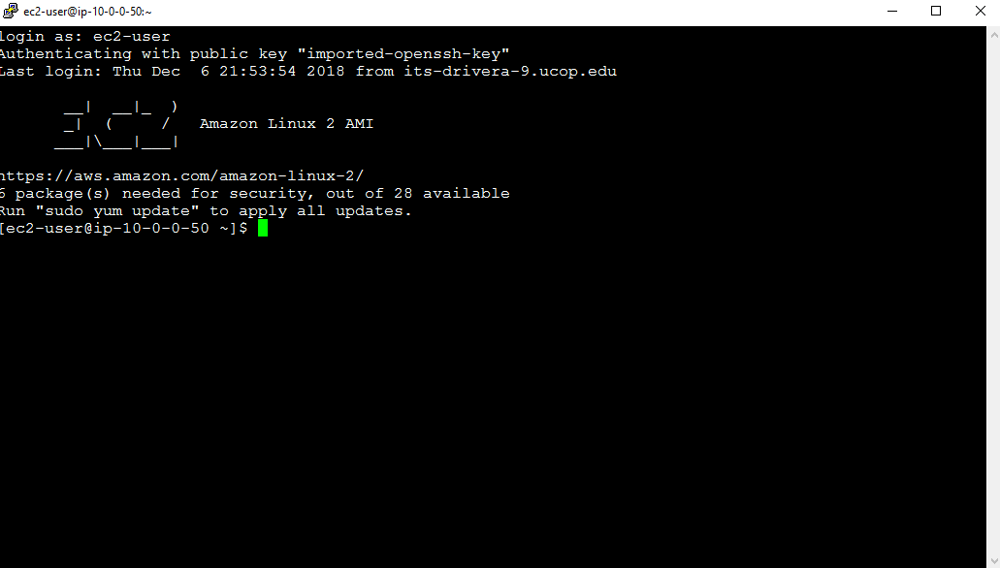 ec2-user@ip-10-0-0-50:~
login as: ec2-user
Authenticating with public key "imported-openssh-key"
Last login: Thu Dec  6 21:53:54 2018 from its-drivera-9.ucop.edu

       __|  __|_  )
       _|  (     /   Amazon Linux 2 AMI
      ___|\___|___|

https://aws.amazon.com/amazon-linux-2/
6 package(s) needed for security, out of 28 available
Run "sudo yum update" to apply all updates.
[ec2-user@ip-10-0-0-50 ~]$